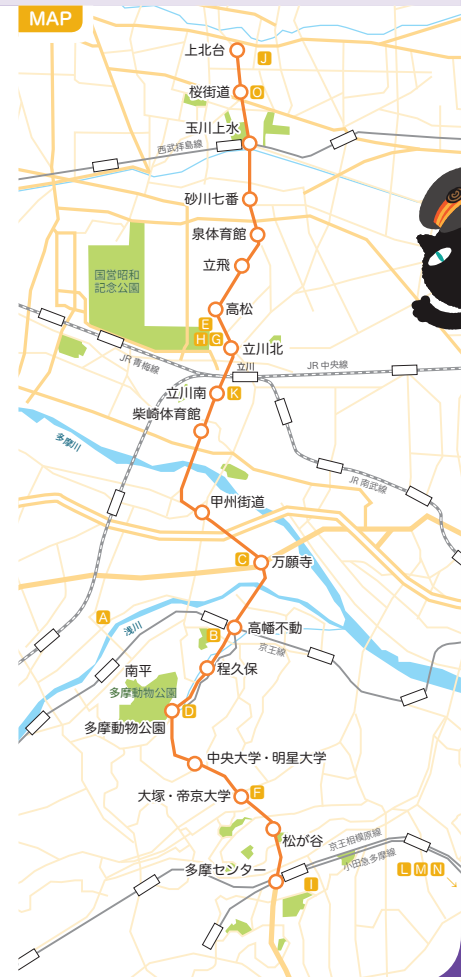 MAP
上北台
J
桜街道
O
玉川上水
西武拝島線
砂川七番
泉体育館
立飛
国営昭和
記念公園
高松
E
H G
立川北
JR 青梅線
立川
JR 中央線
立川南
K
柴崎体育館
多摩川
JR 南武線
甲州街道
C
万願寺
A
浅川
B
高幡不動
京王線
程久保
南平
多摩動物公園
D
多摩動物公園
中央大学・明星大学
大塚・帝京大学
F
松が谷
京王相模原線
小田急多摩線
多摩センター
I
L M N